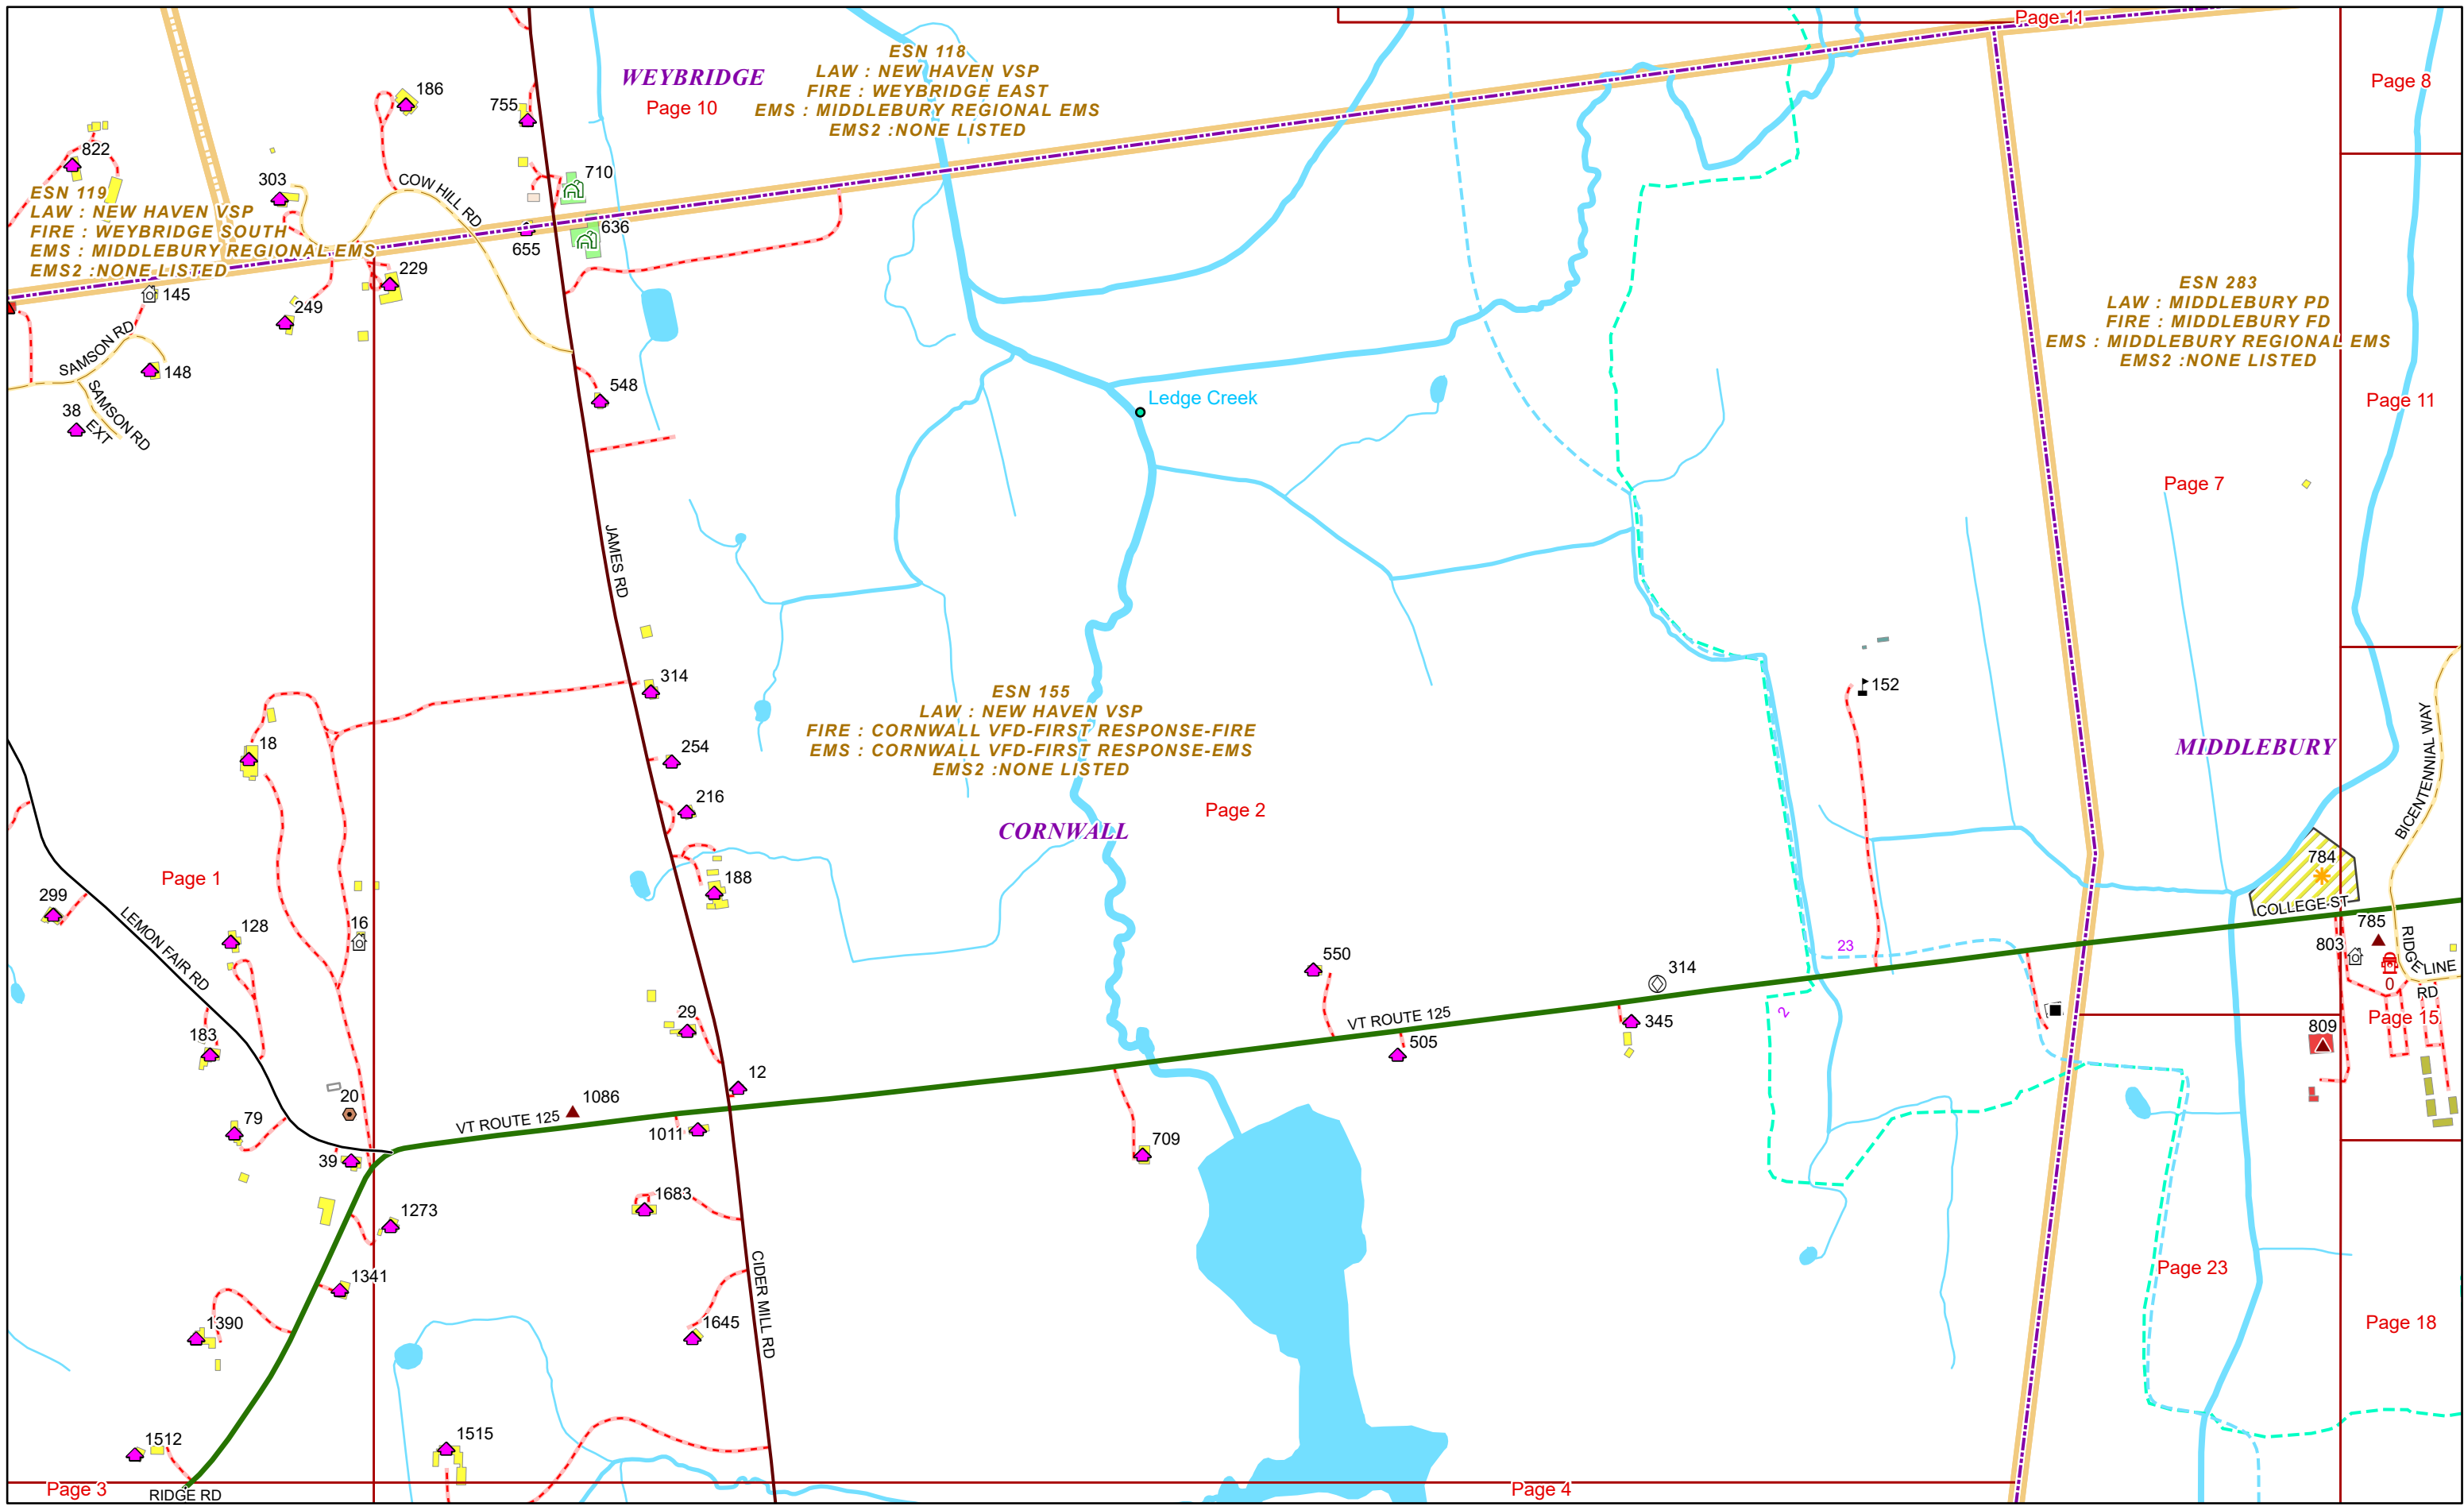 Page 11
WEYBRIDGE
Page 10
ESN 118
LAW : NEW HAVEN VSP
FIRE : WEYBRIDGE EAST
EMS : MIDDLEBURY REGIONAL EMS
EMS2 :NONE LISTED
Page 8
186
755
822
303
COW HILL RD
710
ESN 119
LAW : NEW HAVEN VSP
FIRE : WEYBRIDGE SOUTH
EMS : MIDDLEBURY REGIONAL EMS
EMS2 :NONE LISTED
636
655
229
145
249
ESN 283
LAW : MIDDLEBURY PD
FIRE : MIDDLEBURY FD
EMS : MIDDLEBURY REGIONAL EMS
EMS2 :NONE LISTED
SAMSON RD
148
SAMSON RD
EXT
38
548
Ledge Creek
Page 11
Page 7
JAMES RD
314
152
ESN 155
LAW : NEW HAVEN VSP
FIRE : CORNWALL VFD-FIRST RESPONSE-FIRE
EMS : CORNWALL VFD-FIRST RESPONSE-EMS
EMS2 :NONE LISTED
18
254
216
Page 2
CORNWALL
MIDDLEBURY
BICENTENNIAL WAY
784
Page 1
188
299
LEMON FAIR RD
128
16
COLLEGE ST
785
803
RIDGE LINE
RD
0
23
550
314
29
VT ROUTE 125
345
2
505
183
809
Page 15
12
20
1086
VT ROUTE 125
79
1011
39
709
1683
1273
CIDER MILL RD
Page 23
1341
1390
1645
Page 18
1512
1515
Page 3
RIDGE RD
Page 4